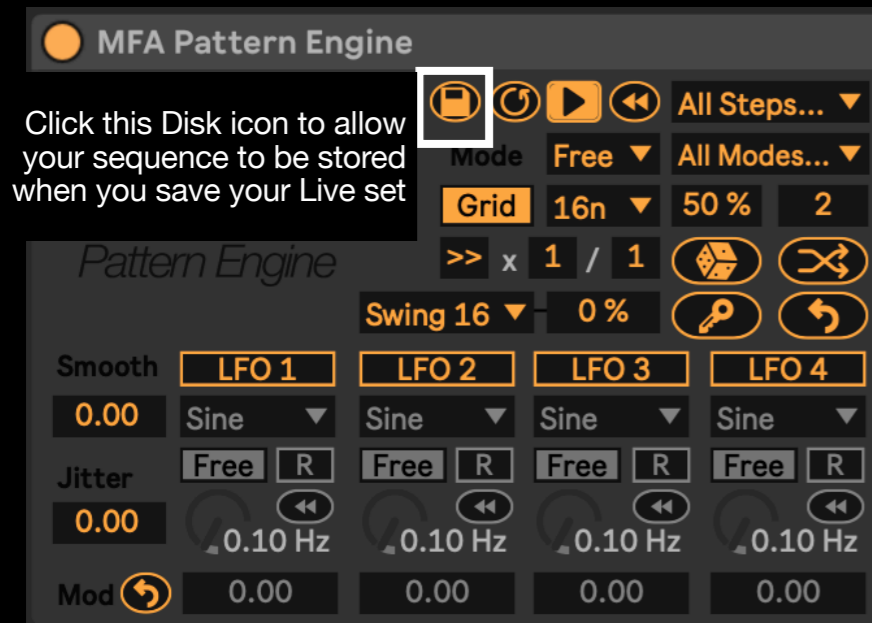 MFA Pattern Engine
Click this Disk icon to allow
your sequence to be stored
when you save your Live set
All Steps...
Mode Free All Modes...
Grid 16n 50 % 2
Pattern Engine
>> x 1 / 1
Swing 16 0 %
Smooth LFO 1 LFO 2 LFO 3 LFO 4
0.00 Sine Sine Sine Sine
Jitter Free R Free R Free R Free R
0.00 0.10 Hz 0.10 Hz 0.10 Hz 0.10 Hz
Mod 0.00 0.00 0.00 0.00